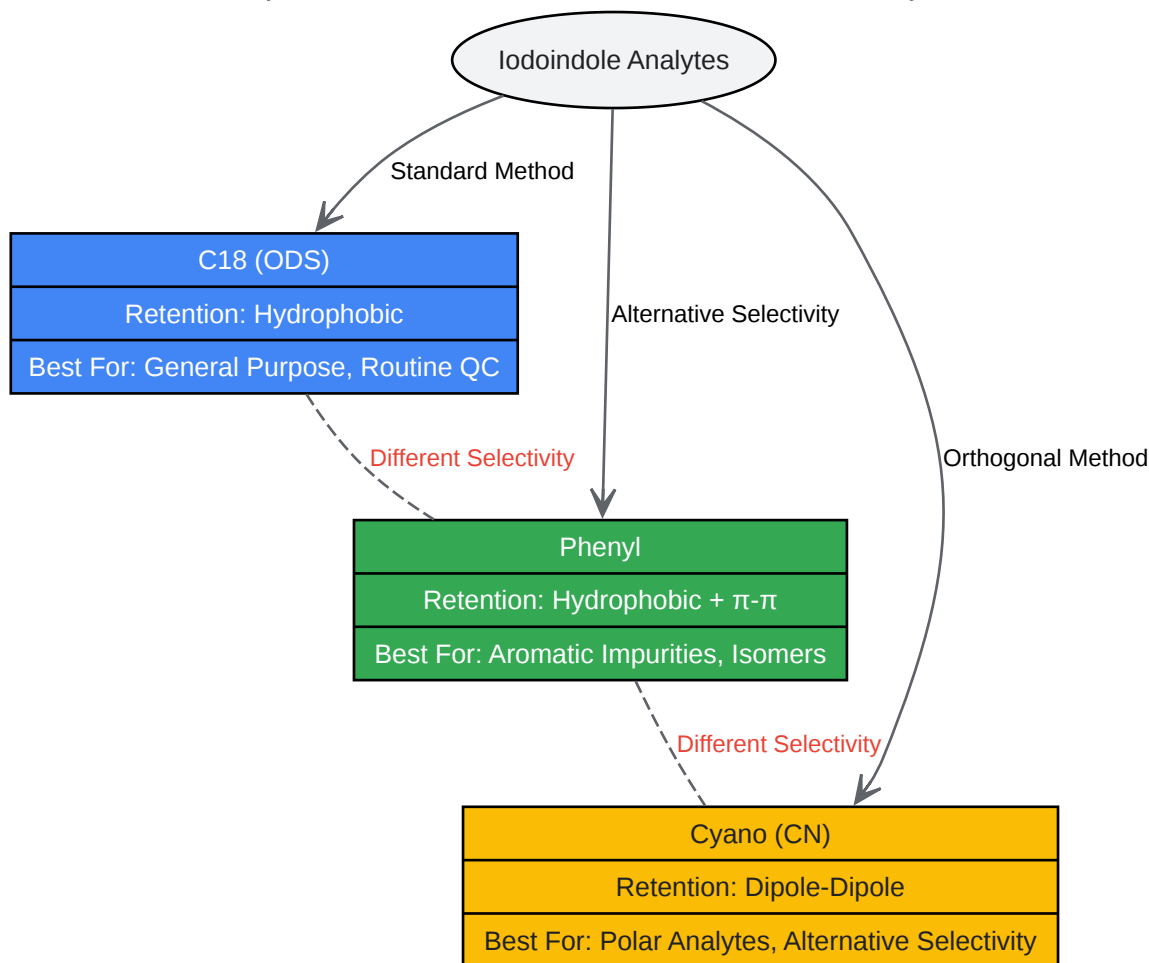 Iodoindole Analytes
Standard Method
C18 (ODS)
Retention: Hydrophobic
Best For: General Purpose, Routine QC
Alternative Selectivity
Different Selectivity
Orthogonal Method
Phenyl
Retention: Hydrophobic + π-π
Best For: Aromatic Impurities, Isomers
Different Selectivity
Cyano (CN)
Retention: Dipole-Dipole
Best For: Polar Analytes, Alternative Selectivity